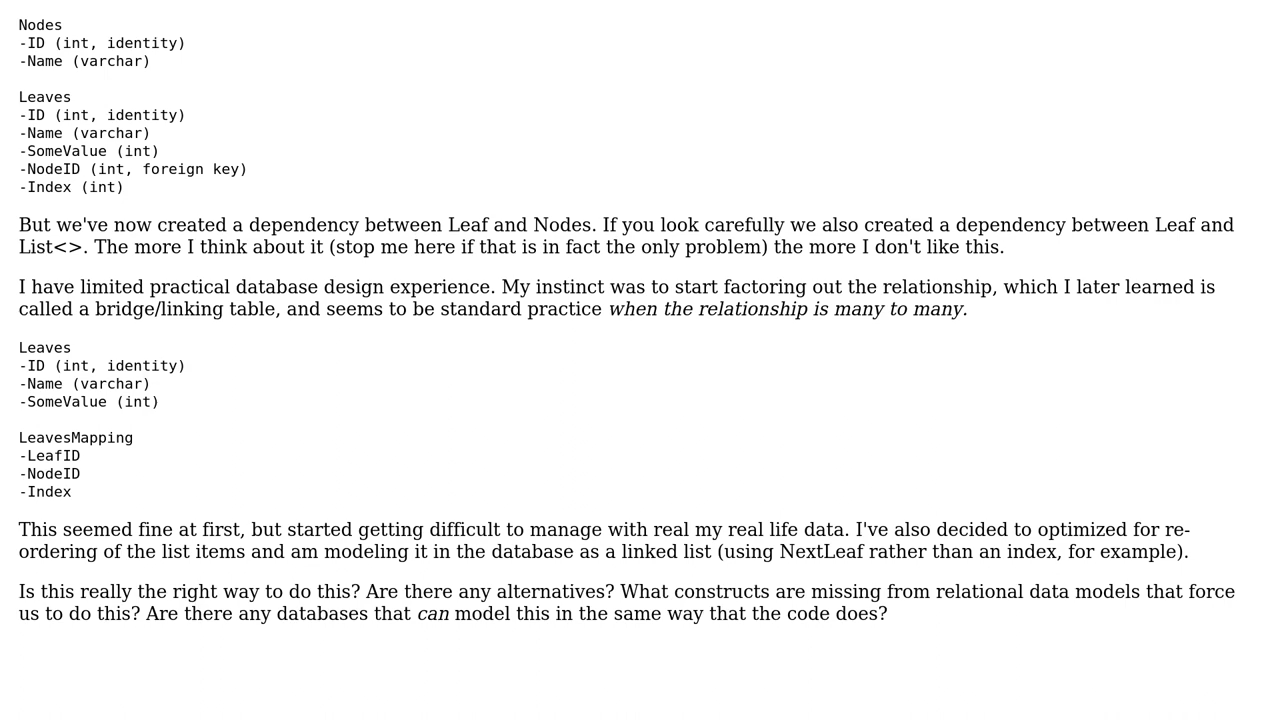 Nodes
-ID (int, identity)
-Name (varchar)
Leaves
-ID (int, identity)
-Name (varchar)
-SomeValue (int)
-NodeID (int, foreign key)
-Index (int)
But we've now created a dependency between Leaf and Nodes. If you look carefully we also created a dependency between Leaf and
List<>. The more I think about it (stop me here if that is in fact the only problem) the more I don't like this.
I have limited practical database design experience. My instinct was to start factoring out the relationship, which I later learned is
called a bridge/linking table, and seems to be standard practice when the relationship is many to many.
Leaves
-ID (int, identity)
-Name (varchar)
-SomeValue (int)
LeavesMapping
-LeafID
-NodeID
-Index
This seemed fine at first, but started getting difficult to manage with real my real life data. I've also decided to optimized for re-
ordering of the list items and am modeling it in the database as a linked list (using NextLeaf rather than an index, for example).
Is this really the right way to do this? Are there any alternatives? What constructs are missing from relational data models that force
us to do this? Are there any databases that can model this in the same way that the code does?